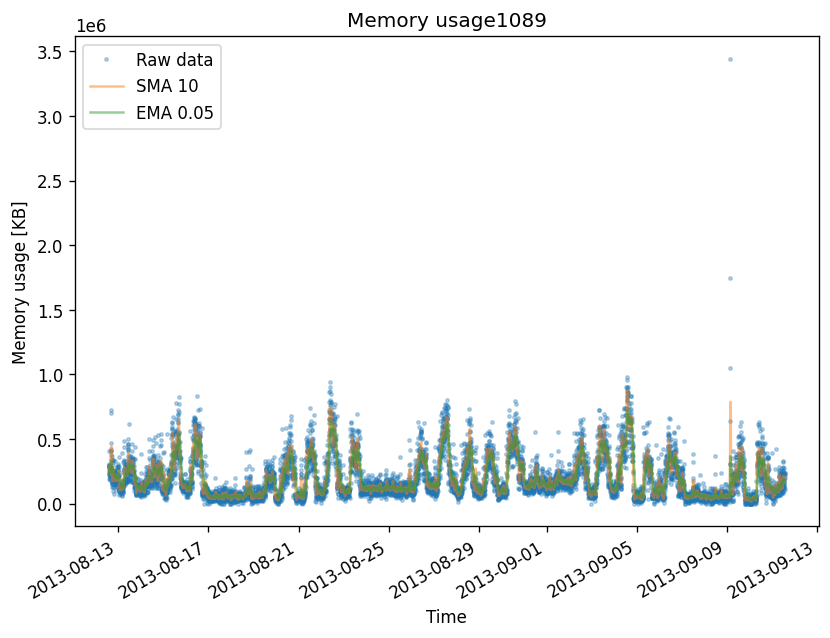 Memory usage1089
1e6
Raw data
SMA 10
EMA 0.05
3.5
3.0
2.5
2.0
1.5
1.0
0.5
0.0
Memory usage [KB]
2013-08-13
2013-08-17
2013-08-21
2013-08-25
2013-08-29
2013-09-01
2013-09-05
2013-09-09
2013-09-13
Time